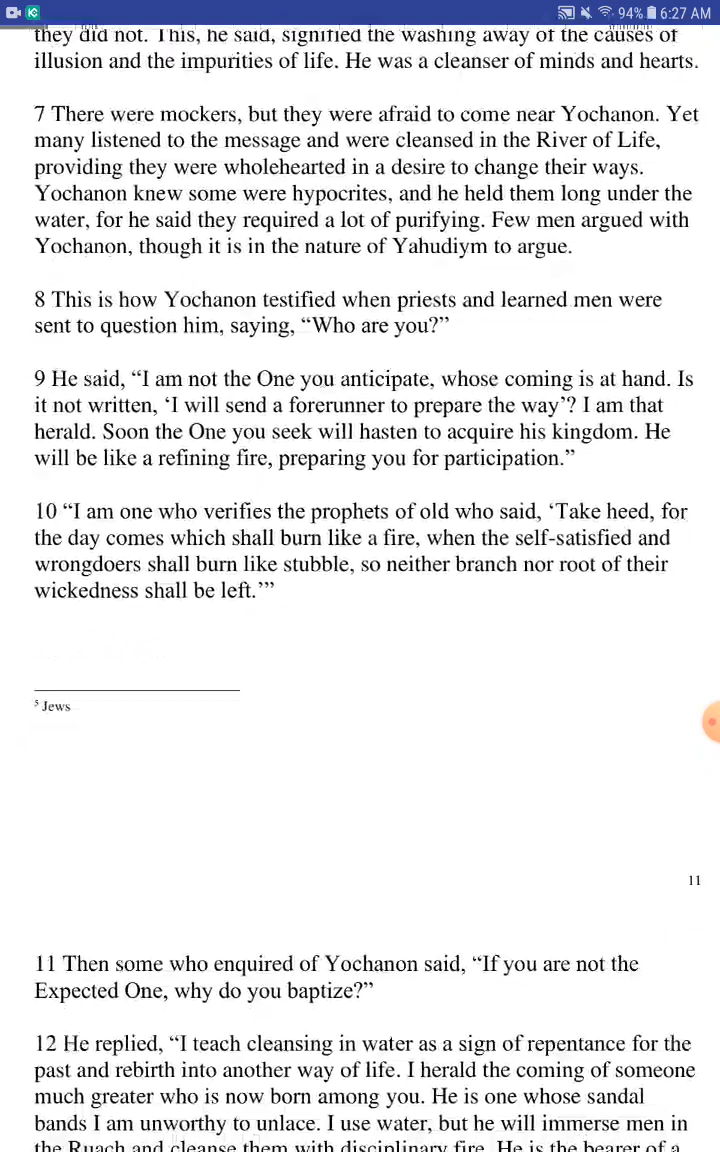 94% 6:27 AM
they did not. This, he said, signified the washing away of the causes of
illusion and the impurities of life. He was a cleanser of minds and hearts.
7 There were mockers, but they were afraid to come near Yochanon. Yet
many listened to the message and were cleansed in the River of Life,
providing they were wholehearted in a desire to change their ways.
Yochanon knew some were hypocrites, and he held them long under the
water, for he said they required a lot of purifying. Few men argued with
Yochanon, though it is in the nature of Yahudiym to argue.
8 This is how Yochanon testified when priests and learned men were
sent to question him, saying, “Who are you?”
9 He said, “I am not the One you anticipate, whose coming is at hand. Is
it not written, ‘I will send a forerunner to prepare the way’? I am that
herald. Soon the One you seek will hasten to acquire his kingdom. He
will be like a refining fire, preparing you for participation.”
10 “I am one who verifies the prophets of old who said, ‘Take heed, for
the day comes which shall burn like a fire, when the self-satisfied and
wrongdoers shall burn like stubble, so neither branch nor root of their
wickedness shall be left.’”
5 Jews
11
11 Then some who enquired of Yochanon said, “If you are not the
Expected One, why do you baptize?”
12 He replied, “I teach cleansing in water as a sign of repentance for the
past and rebirth into another way of life. I herald the coming of someone
much greater who is now born among you. He is one whose sandal
bands I am unworthy to unlace. I use water, but he will immerse men in
the Ruach and cleanse them with disciplinary fire. He is the bearer of a